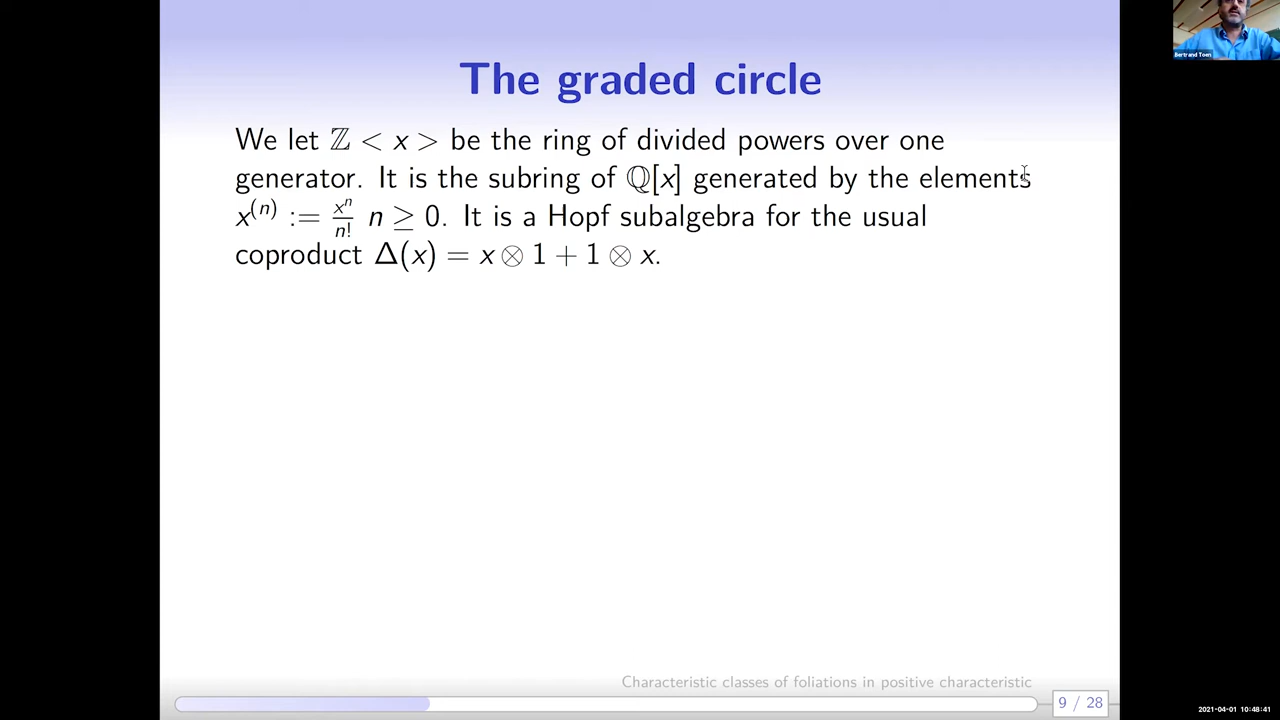 The graded circle
We let ℤ < x > be the ring of divided powers over one
generator. It is the subring of ℚ[x] generated by the elements
x^(n) := x^n/n! n ≥ 0. It is a Hopf subalgebra for the usual
coproduct Δ(x) = x ⊗ 1 + 1 ⊗ x.
Characteristic classes of foliations in positive characteristic
9 / 28
Bertrand Toen
2021-04-01 10:48:41